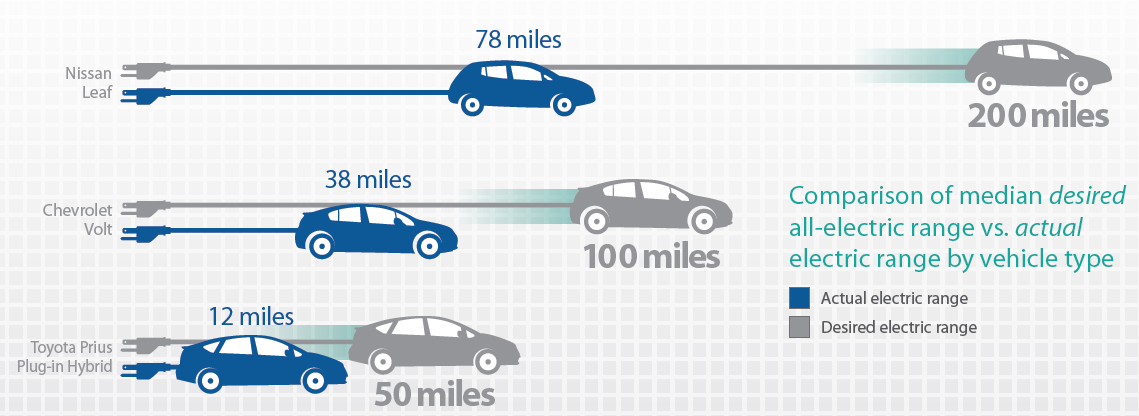 78 miles
Nissan
Leaf
200 miles
38 miles
Chevrolet
Volt
100 miles
Comparison of median desired
all-electric range vs. actual
electric range by vehicle type
Actual electric range
Desired electric range
12 miles
Toyota Prius
Plug-in Hybrid
50 miles